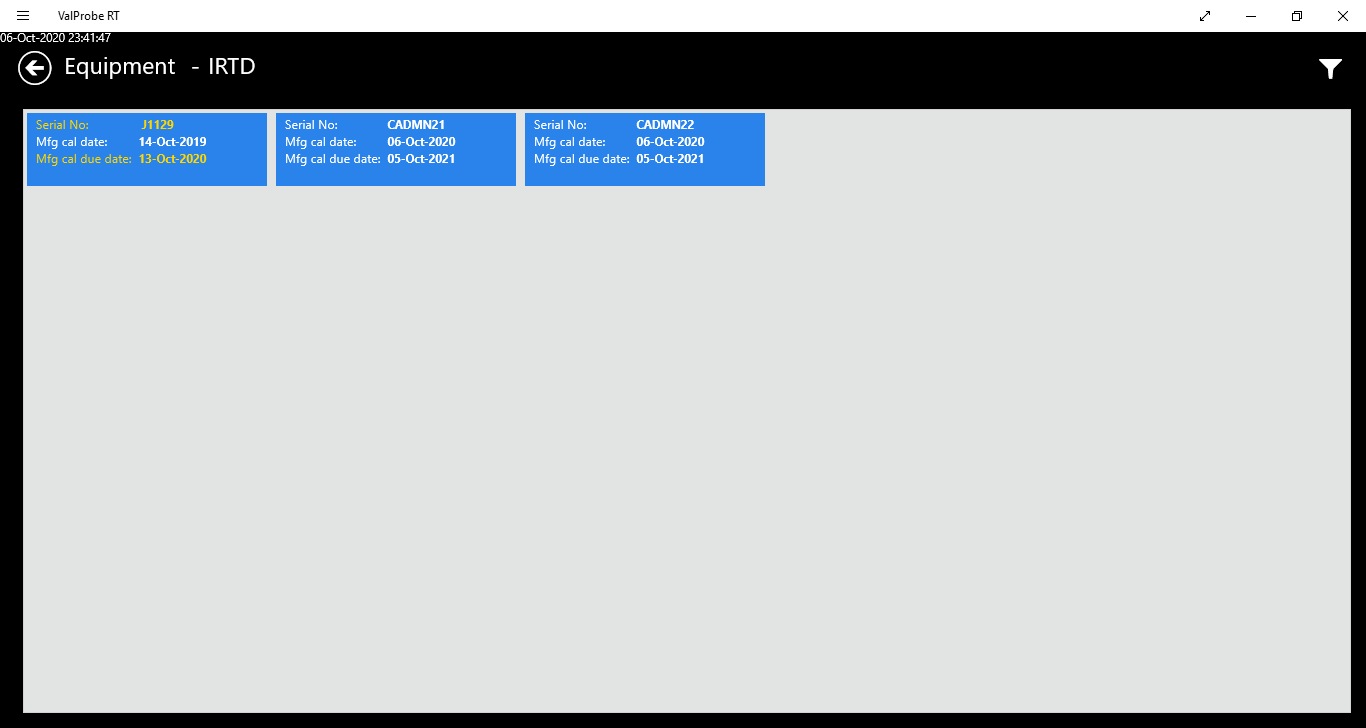 ValProbe RT
06-Oct-2020 23:41:47
Equipment - IRTD
Serial No: J1129
Mfg cal date: 14-Oct-2019
Mfg cal due date: 13-Oct-2020
Serial No: CADMN21
Mfg cal date: 06-Oct-2020
Mfg cal due date: 05-Oct-2021
Serial No: CADMN22
Mfg cal date: 06-Oct-2020
Mfg cal due date: 05-Oct-2021